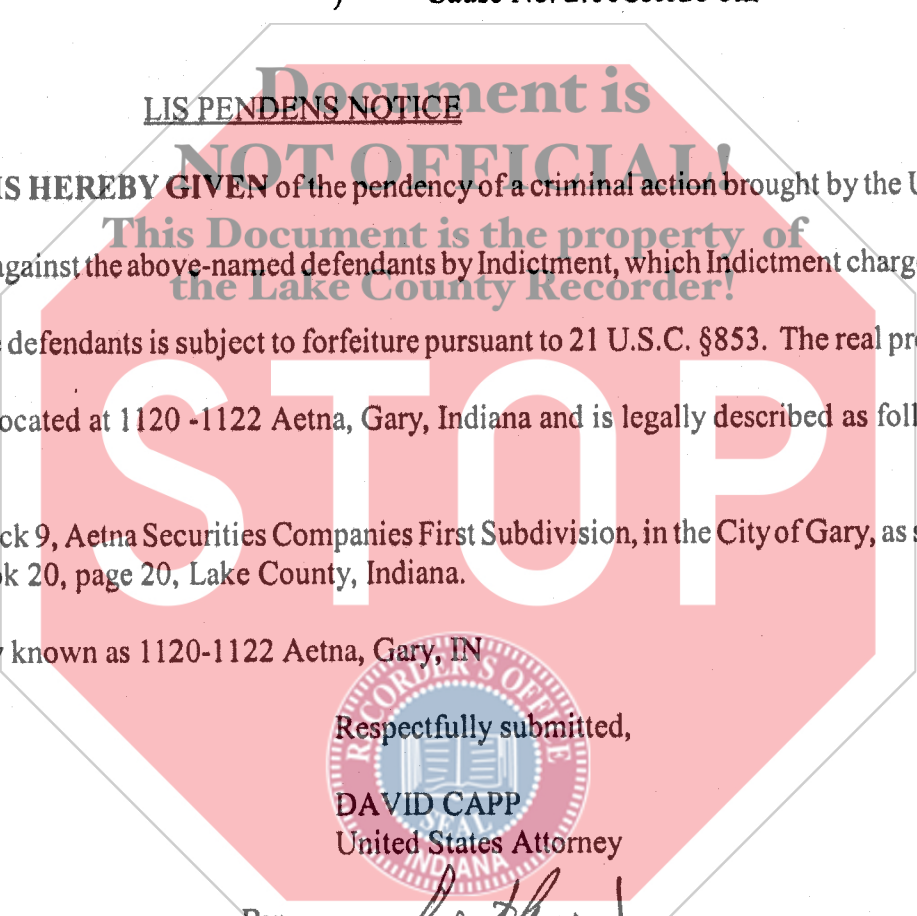 Document is
LIS PENDENS NOTICE
NOT OFFICIAL!
IS HEREBY GIVEN of the pendency of a criminal action brought by the U
This Document is the property of
against the above-named defendants by Indictment, which Indictment charg
the Lake County Recorder!
defendants is subject to forfeiture pursuant to 21 U.S.C. §853. The real pr
STOP
ocated at 1120 -1122 Aetna, Gary, Indiana and is legally described as foll
ck 9, Aetna Securities Companies First Subdivision, in the City of Gary, as s
k 20, page 20, Lake County, Indiana.
known as 1120-1122 Aetna, Gary, IN
RECORDER'S OFFICE
Respectfully submitted,
DAVID CAPP
SEAL
United States Attorney
INDIANA